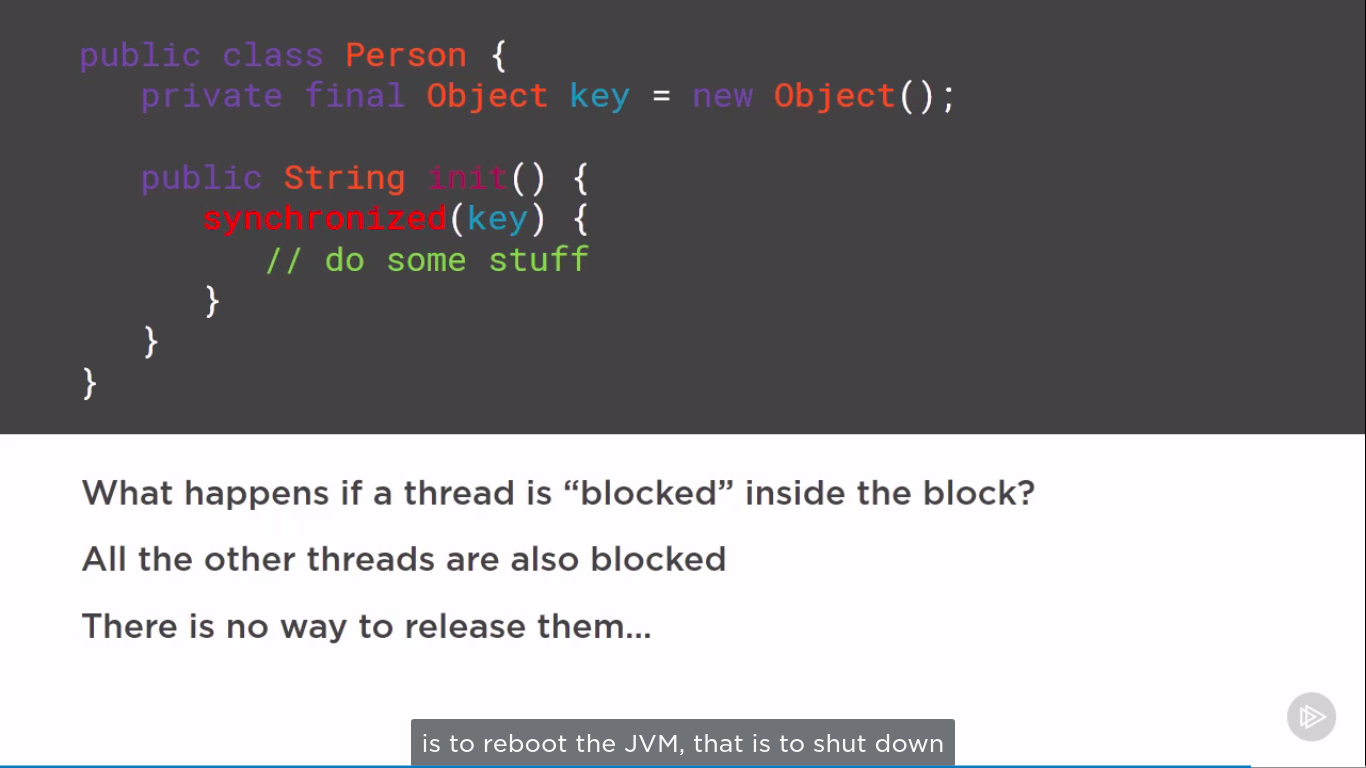 public class Person {
private final Object key = new Object();
public String init() {
synchronized(key) {
// do some stuff
}
}
}
What happens if a thread is “blocked” inside the block?
All the other threads are also blocked
There is no way to release them...
is to reboot the JVM, that is to shut down